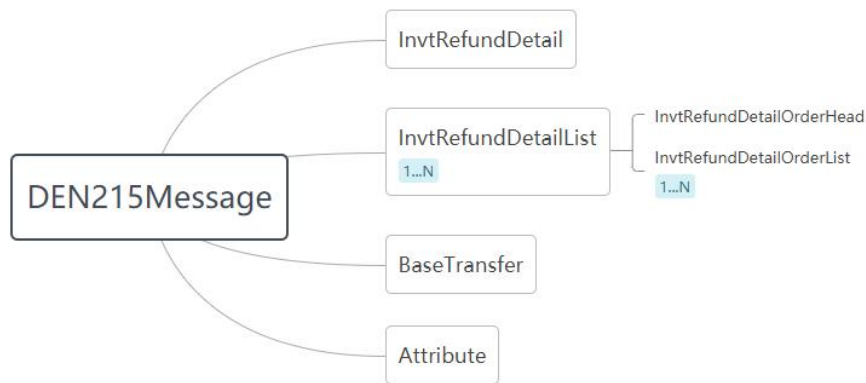 DEN215Message
InvtRefundDetail
InvtRefundDetailList
1...N
InvtRefundDetailOrderHead
InvtRefundDetailOrderList
1...N
BaseTransfer
Attribute